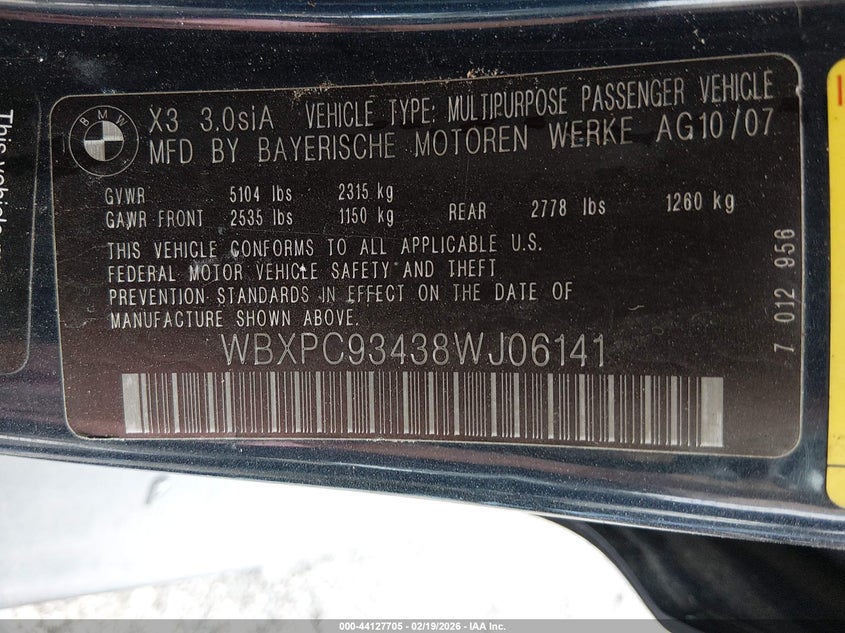 BMW
X3 3.0siA VEHICLE TYPE: MULTIPURPOSE PASSENGER VEHICLE
MFD BY BAYERISCHE MOTOREN WERKE AG10/07
GVWR 5104 lbs 2315 kg
GAWR FRONT 2535 lbs 1150 kg REAR 2778 lbs 1260 kg
THIS VEHICLE CONFORMS TO ALL APPLICABLE U.S.
FEDERAL MOTOR VEHICLE SAFETY AND THEFT
PREVENTION STANDARDS IN EFFECT ON THE DATE OF
MANUFACTURE SHOWN ABOVE.
WBXPC93438WJ06141
7 012 956
This vehicle
000-44127705 - 02/19/2026 - IAA, Inc.